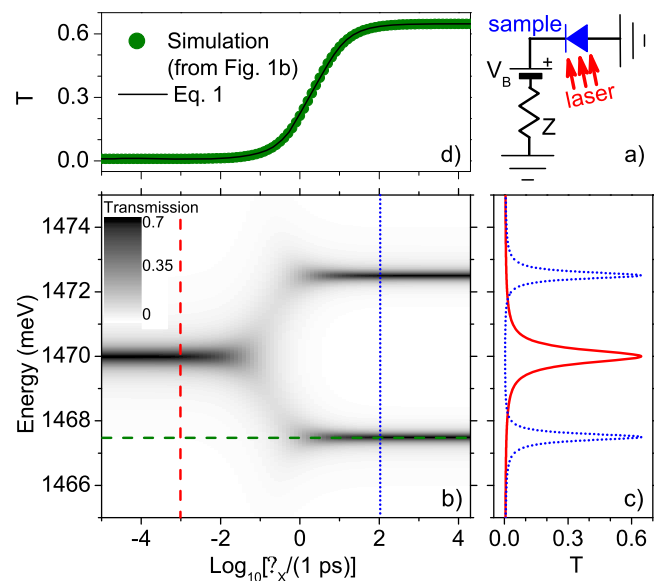 0.6
0.3
0.0
T
Simulation
(from Fig. 1b)
Eq. 1
d)
sample
V_B
+
laser
Z
a)
Transmission
0.7
0.35
0
1474
1472
1470
1468
1466
Energy (meV)
b)
-4 -2 0 2 4
Log₁₀[?ₓ/(1 ps)]
c)
0.0 0.3 0.6
T